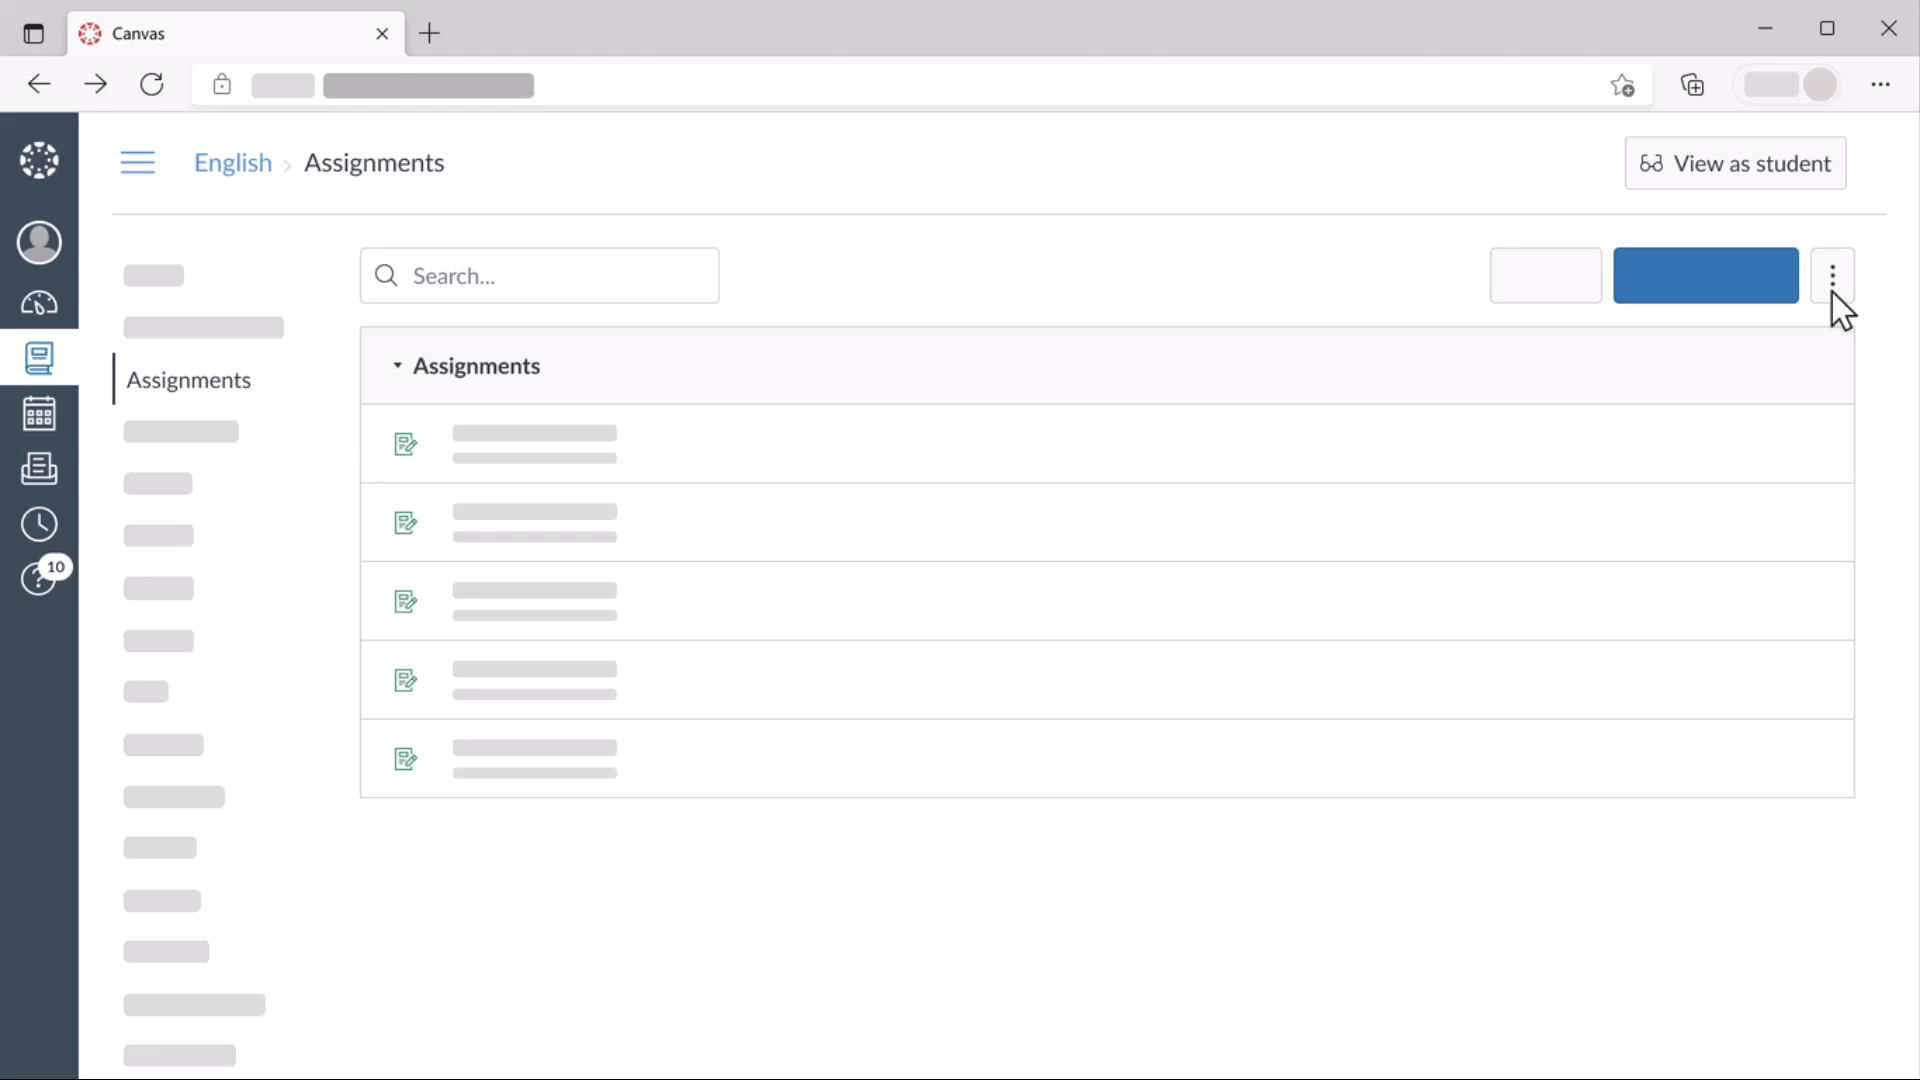 Canvas
English › Assignments
View as student
Search...
Assignments
Assignments
10